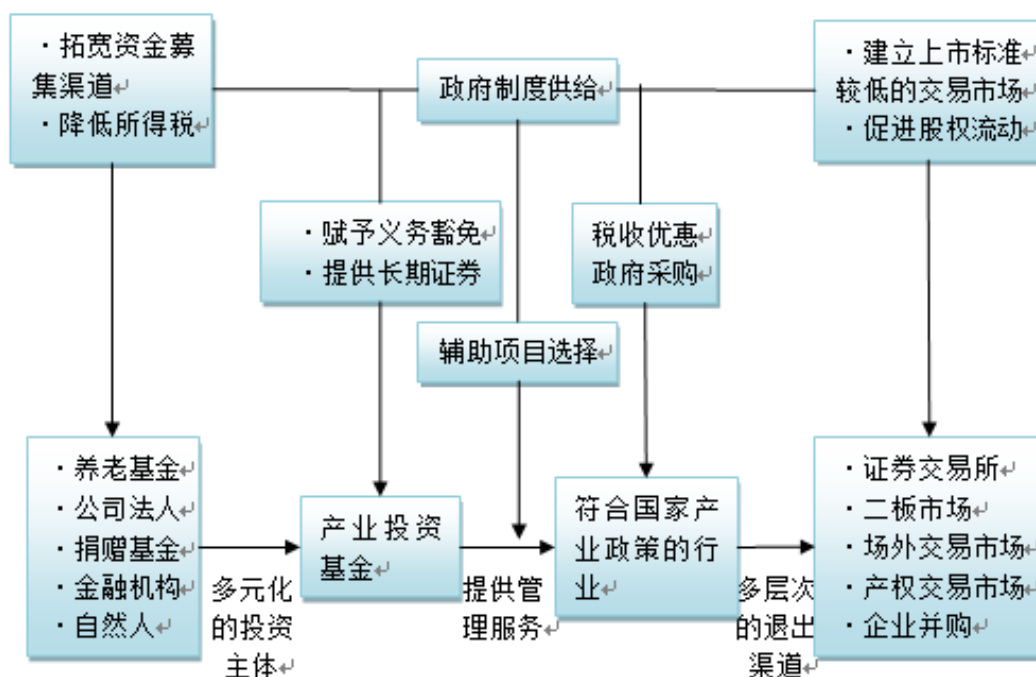 ·拓宽资金募
集渠道
·降低所得税
政府制度供给
·建立上市标准
较低的交易市场
·促进股权流动
·赋予义务豁免
·提供长期证券
税收优惠
政府采购
辅助项目选择
·养老基金
·公司法人
·捐赠基金
·金融机构
·自然人
多元化
的投资
主体
产业投资
基金
提供管
理服务
符合国家产
业政策的行
业
多层次
的退出
渠道
·证券交易所
·二板市场
·场外交易市场
·产权交易市场
·企业并购